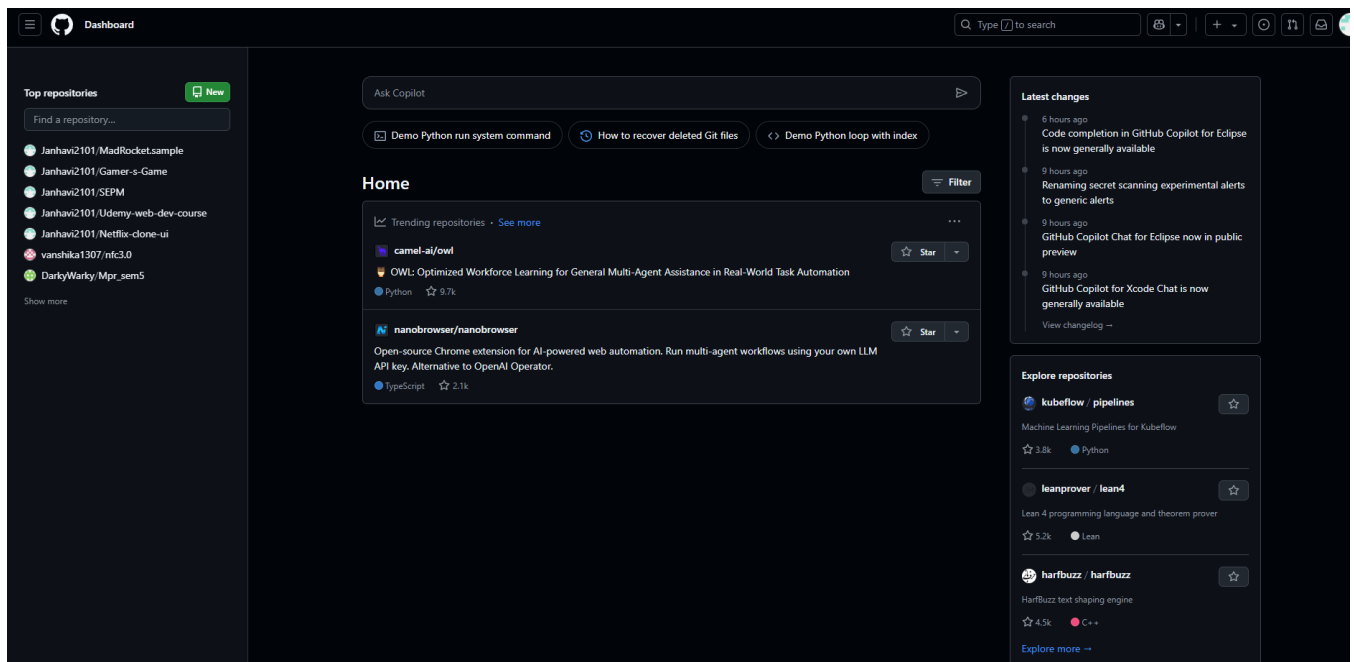 Dashboard
Type / to search
Top repositories
New
Find a repository...
Janhavi2101/MadRocket.sample
Janhavi2101/Gamer-s-Game
Janhavi2101/SEPM
Janhavi2101/Udemy-web-dev-course
Janhavi2101/Netflix-clone-ui
vanshika1307/nfc3.0
DarkyWarky/Mpr_sem5
Show more
Ask Copilot
Demo Python run system command
How to recover deleted Git files
Demo Python loop with index
Home
Filter
Trending repositories · See more
camel-ai/owl
Star
OWL: Optimized Workforce Learning for General Multi-Agent Assistance in Real-World Task Automation
Python 9.7k
nanobrowser/nanobrowser
Star
Open-source Chrome extension for AI-powered web automation. Run multi-agent workflows using your own LLM
API key. Alternative to OpenAI Operator.
TypeScript 2.1k
Latest changes
6 hours ago
Code completion in GitHub Copilot for Eclipse
is now generally available
9 hours ago
Renaming secret scanning experimental alerts
to generic alerts
9 hours ago
GitHub Copilot Chat for Eclipse now in public
preview
9 hours ago
GitHub Copilot for Xcode Chat is now
generally available
View changelog →
Explore repositories
kubeflow / pipelines
Machine Learning Pipelines for Kubeflow
3.8k Python
leanprover / lean4
Lean 4 programming language and theorem prover
5.2k Lean
harfbuzz / harfbuzz
HarfBuzz text shaping engine
4.5k C++
Explore more →